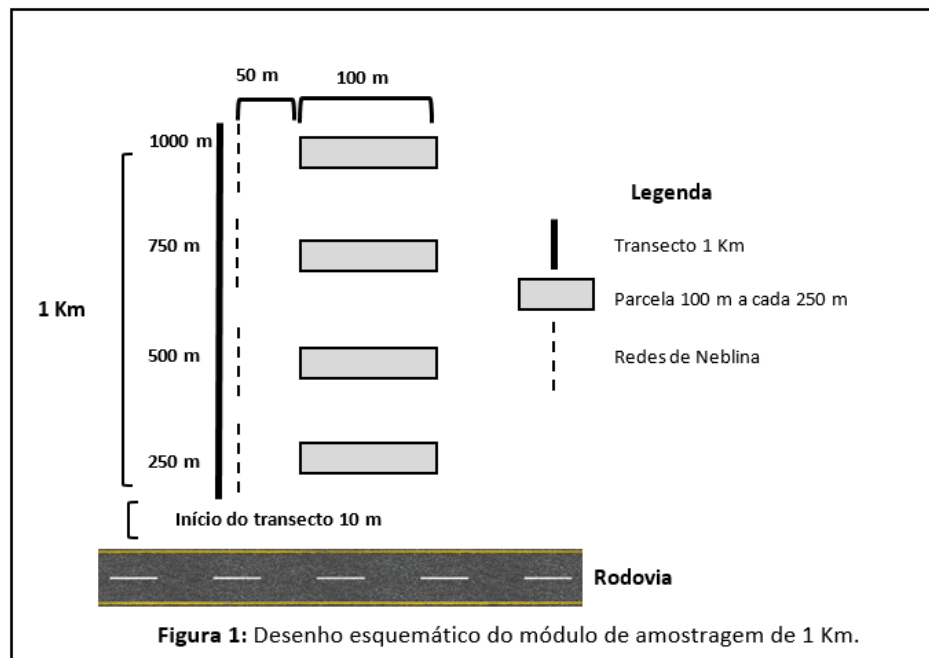 50 m
100 m
1000 m
750 m
1 Km
500 m
250 m
Início do transecto 10 m
Legenda
Transecto 1 Km
Parcela 100 m a cada 250 m
Redes de Neblina
Rodovia
Figura 1: Desenho esquemático do módulo de amostragem de 1 Km.